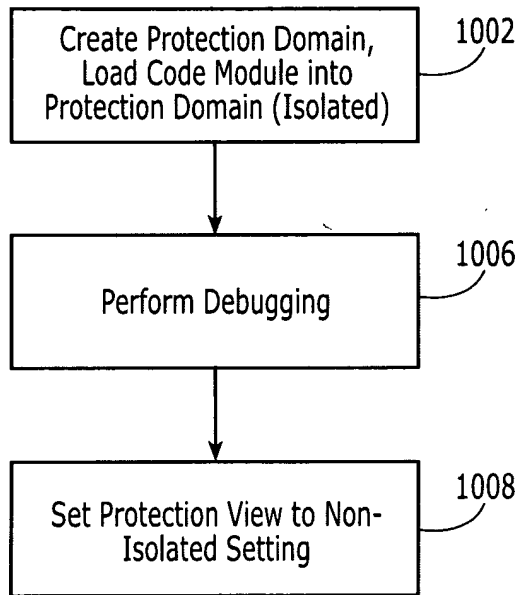 Create Protection Domain,
Load Code Module into
Protection Domain (Isolated)
1002
Perform Debugging
1006
Set Protection View to Non-
Isolated Setting
1008